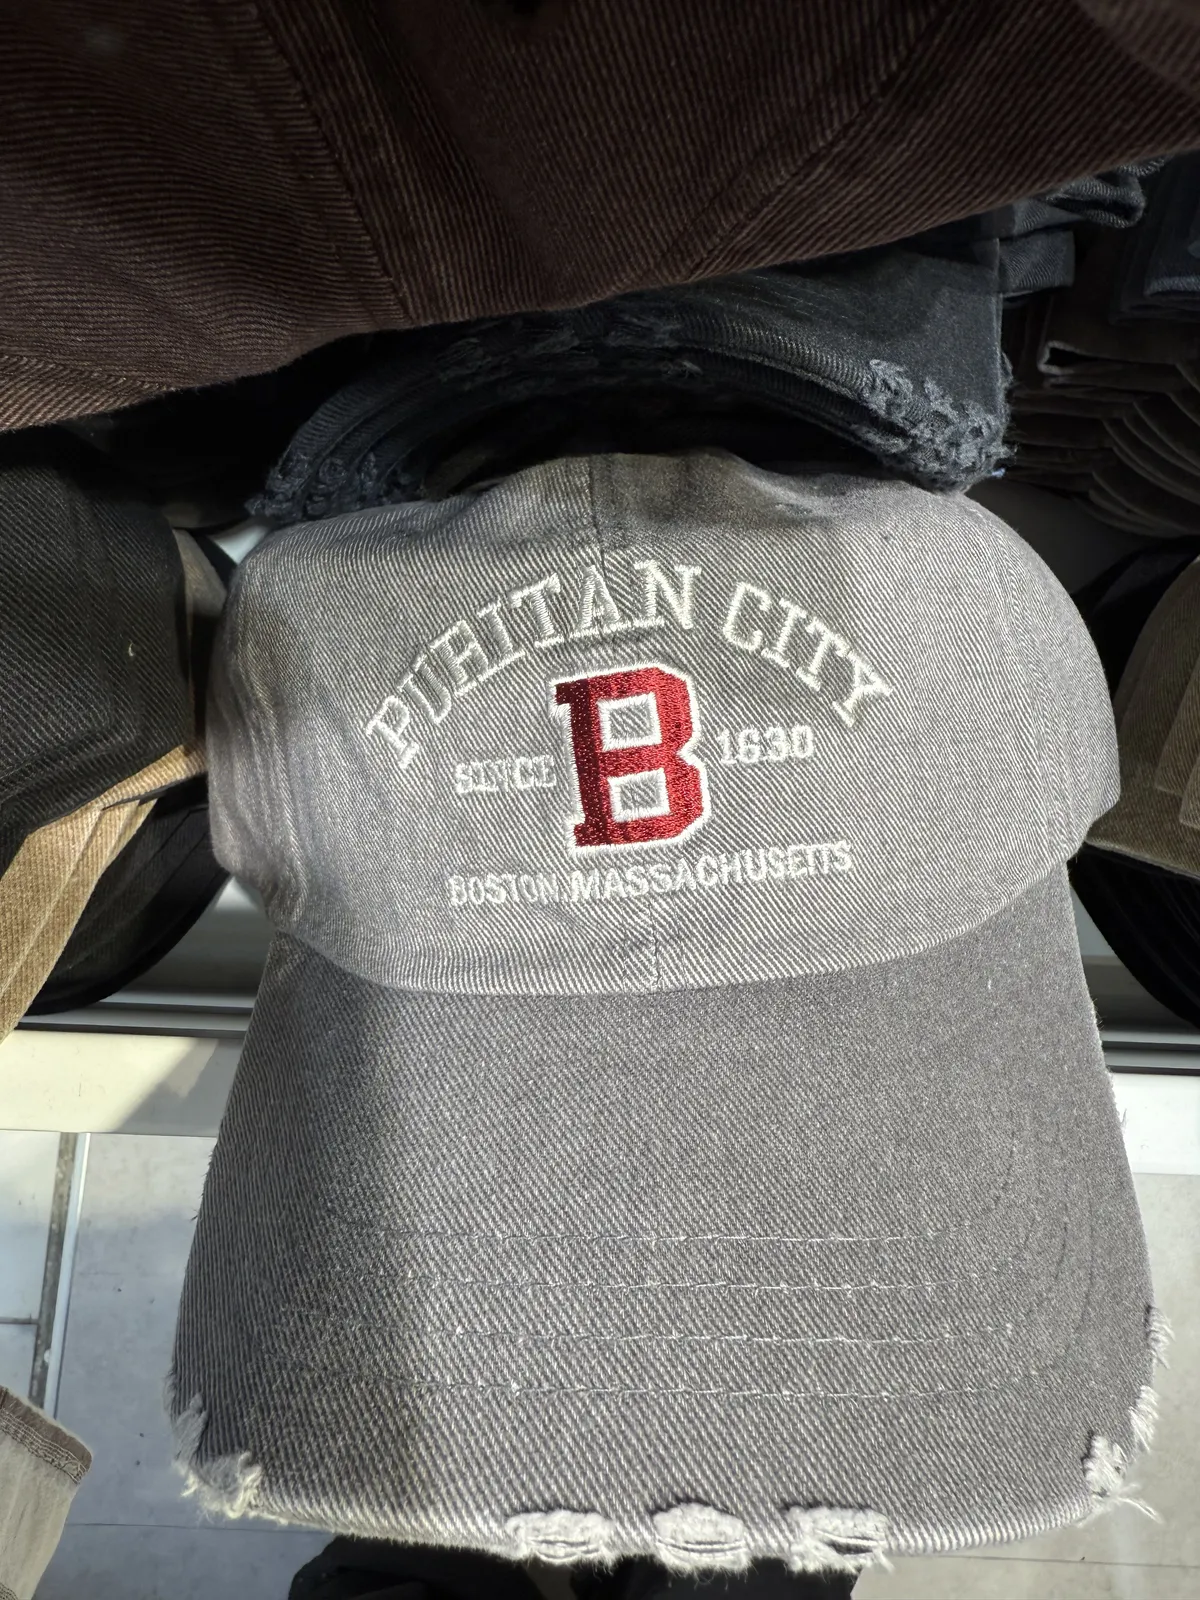 PURITAN CITY
SINCE B 1630
BOSTON, MASSACHUSETTS